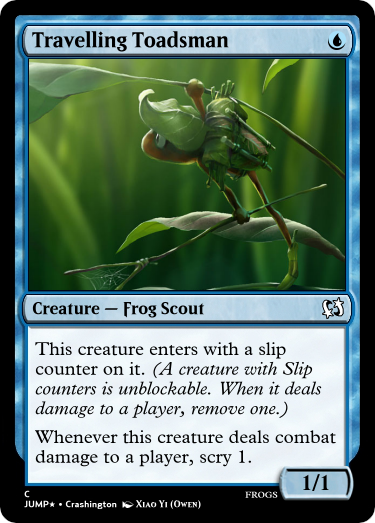 Travelling Toadsman
Creature — Frog Scout
This creature enters with a slip
counter on it. (A creature with Slip
counters is unblockable. When it deals
damage to a player, remove one.)
Whenever this creature deals combat
damage to a player, scry 1.
1/1
C
FROGS
JUMP★ • Crashington Xiao Yi (Owen)